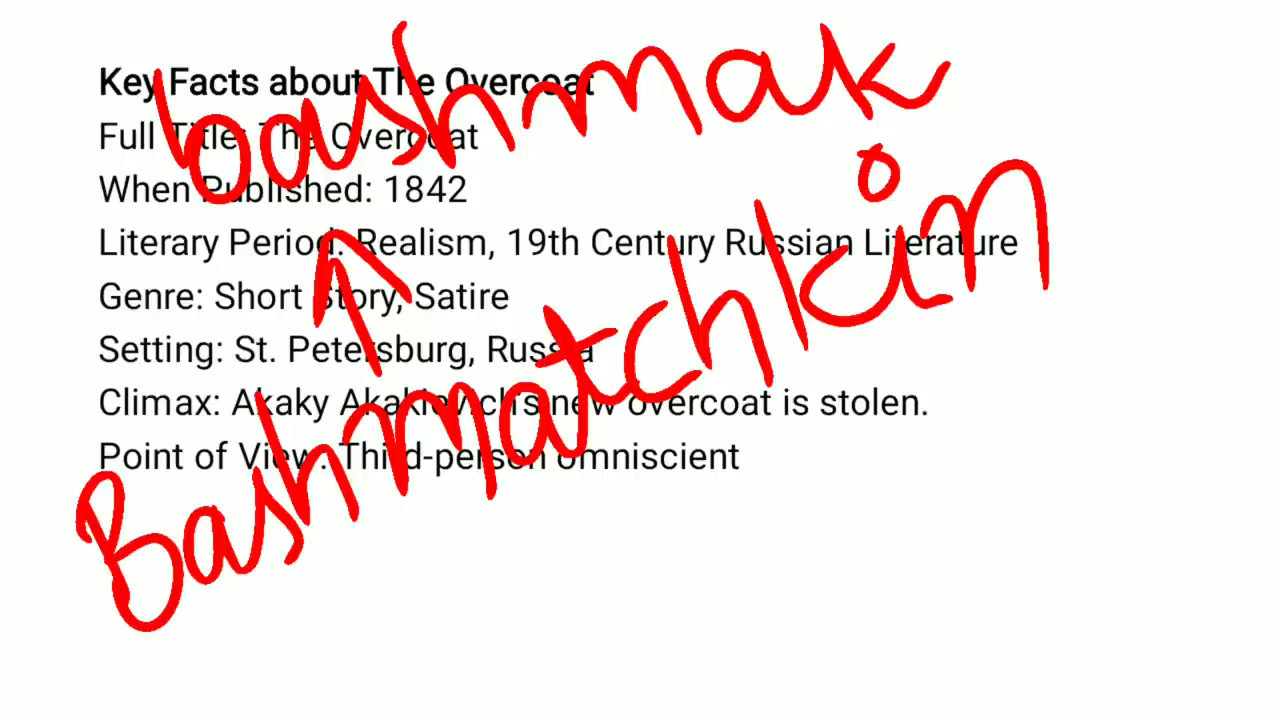 Key Facts about The Overcoat
Full Title: The Overcoat
When Published: 1842
Literary Period: Realism, 19th Century Russian Literature
Genre: Short Story, Satire
Setting: St. Petersburg, Russia
Climax: Akaky Akakievich's new overcoat is stolen.
Point of View: Third-person omniscient
bashmak
Bashmatchkin